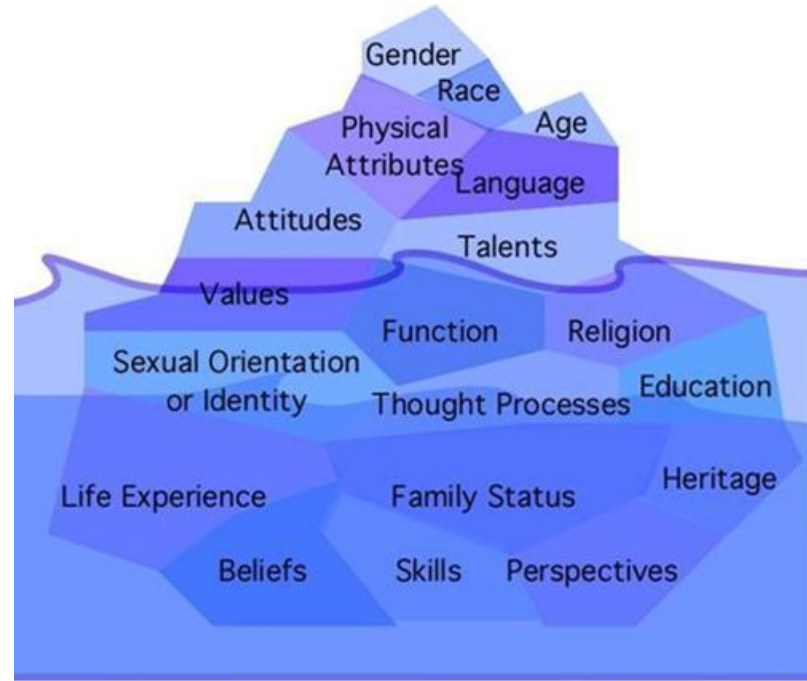 Gender
Race
Age
Physical
Attributes
Language
Attitudes
Talents
Values
Function
Religion
Sexual Orientation
or Identity
Thought Processes
Education
Life Experience
Family Status
Heritage
Beliefs
Skills
Perspectives